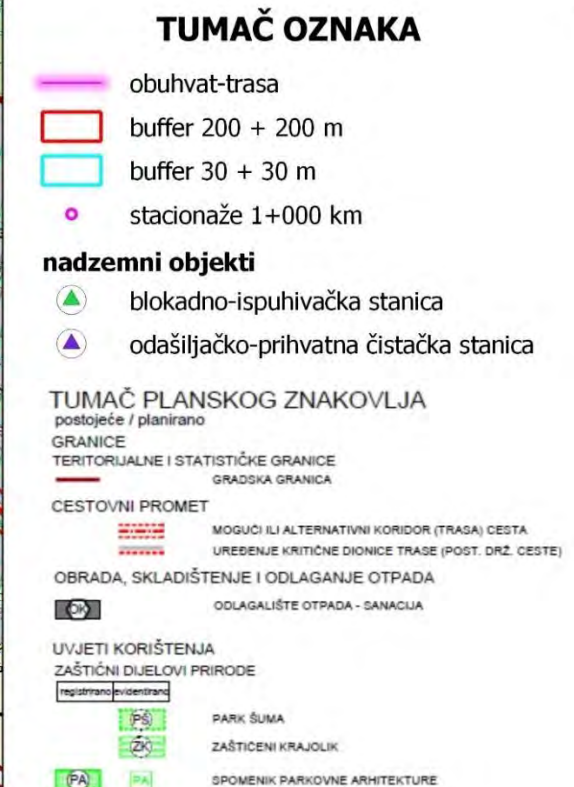 TUMAČ OZNAKA
obuhvat-trasa
buffer 200 + 200 m
buffer 30 + 30 m
stacionaže 1+000 km
nadzemni objekti
blokadno-ispuhivačka stanica
odašiljačko-prihvatna čistačka stanica
TUMAČ PLANSKOG ZNAKOVLJA
postojeće / planirano
GRANICE
TERITORIJALNE I STATISTIČKE GRANICE
GRADSKA GRANICA
CESTOVNI PROMET
MOGUĆI ILI ALTERNATIVNI KORIDOR (TRASA) CESTA
UREĐENJE KRITIČNE DIONICE TRASE (POST. DRŽ. CESTE)
OBRADA, SKLADIŠTENJE I ODLAGANJE OTPADA
OK ODLAGALIŠTE OTPADA - SANACIJA
UVJETI KORIŠTENJA
ZAŠTIĆNI DIJELOVI PRIRODE
registrirano evidentirano
PŠ PARK ŠUMA
ZK ZAŠTIĆENI KRAJOLIK
PA PA SPOMENIK PARKOVNE ARHITEKTURE